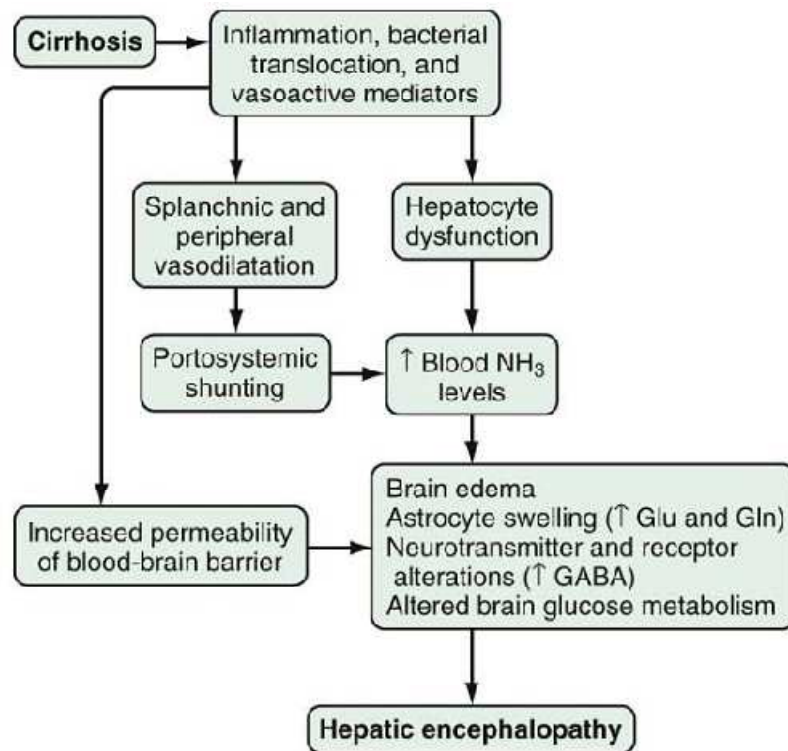 Cirrhosis
Inflammation, bacterial
translocation, and
vasoactive mediators
Splanchnic and
peripheral
vasodilatation
Hepatocyte
dysfunction
Portosystemic
shunting
↑ Blood NH₃
levels
Increased permeability
of blood-brain barrier
Brain edema
Astrocyte swelling (↑ Glu and Gln)
Neurotransmitter and receptor
alterations (↑ GABA)
Altered brain glucose metabolism
Hepatic encephalopathy